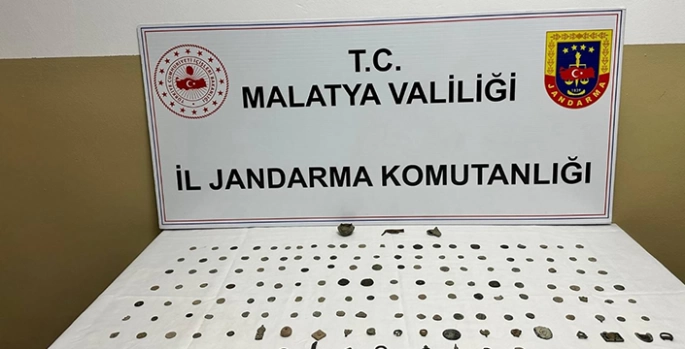 T.C.
MALATYA VALİLİĞİ
İL JANDARMA KOMUTANLIĞI
JANDARMA